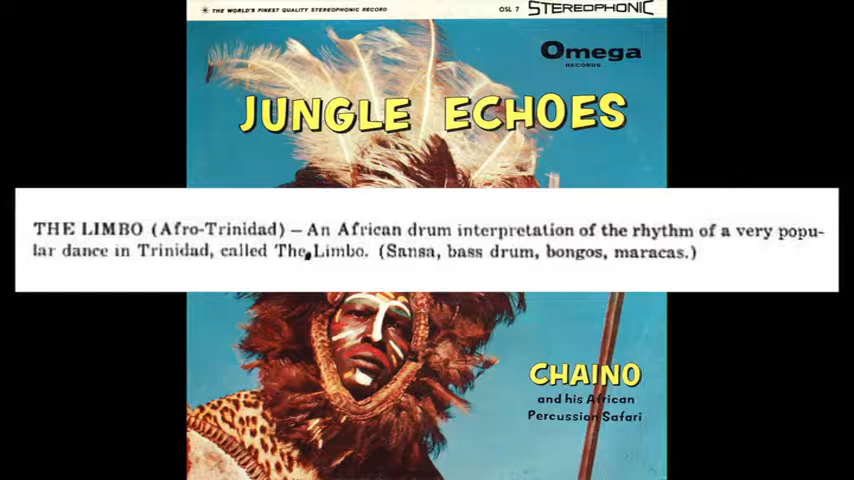 ✳ THE WORLD'S FINEST QUALITY STEREOPHONIC RECORD OSL 7 STEREOPHONIC
Omega
RECORDS
JUNGLE ECHOES
THE LIMBO (Afro-Trinidad) — An African drum interpretation of the rhythm of a very popu-
lar dance in Trinidad, called The Limbo. (Sansa, bass drum, bongos, maracas.)
CHAINO
and his African
Percussion Safari